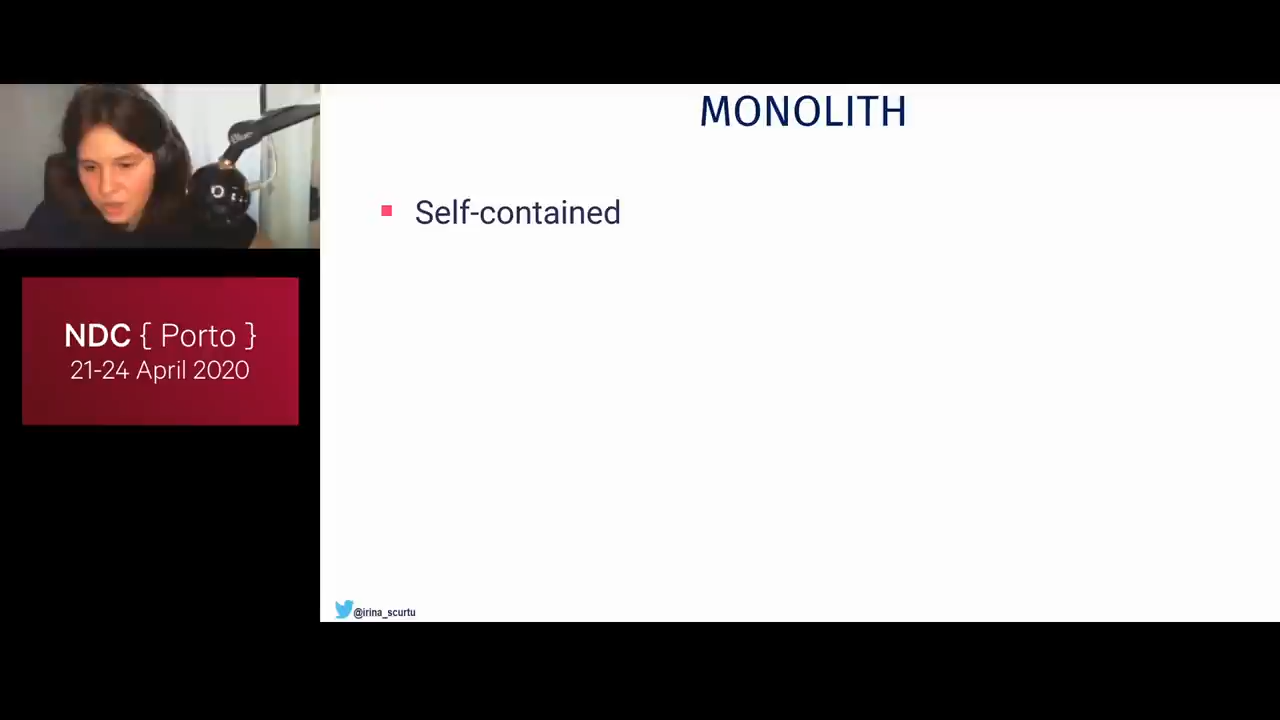 MONOLITH
Self-contained
NDC { Porto }
21-24 April 2020
@irina_scurtu